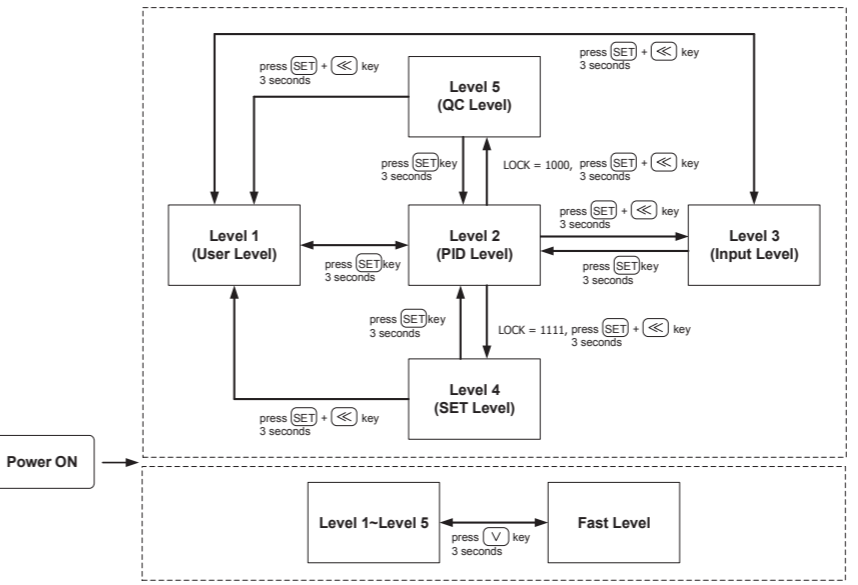 press SET + ≪ key
3 seconds
press SET + ≪ key
3 seconds
Level 5
(QC Level)
press SET key
3 seconds
LOCK = 1000, press SET + ≪ key
3 seconds
Level 1
(User Level)
press SET key
3 seconds
Level 2
(PID Level)
press SET + ≪ key
3 seconds
press SET key
3 seconds
Level 3
(Input Level)
press SET key
3 seconds
LOCK = 1111, press SET + ≪ key
3 seconds
Level 4
(SET Level)
press SET + ≪ key
3 seconds
Power ON
Level 1~Level 5
press ∨ key
3 seconds
Fast Level